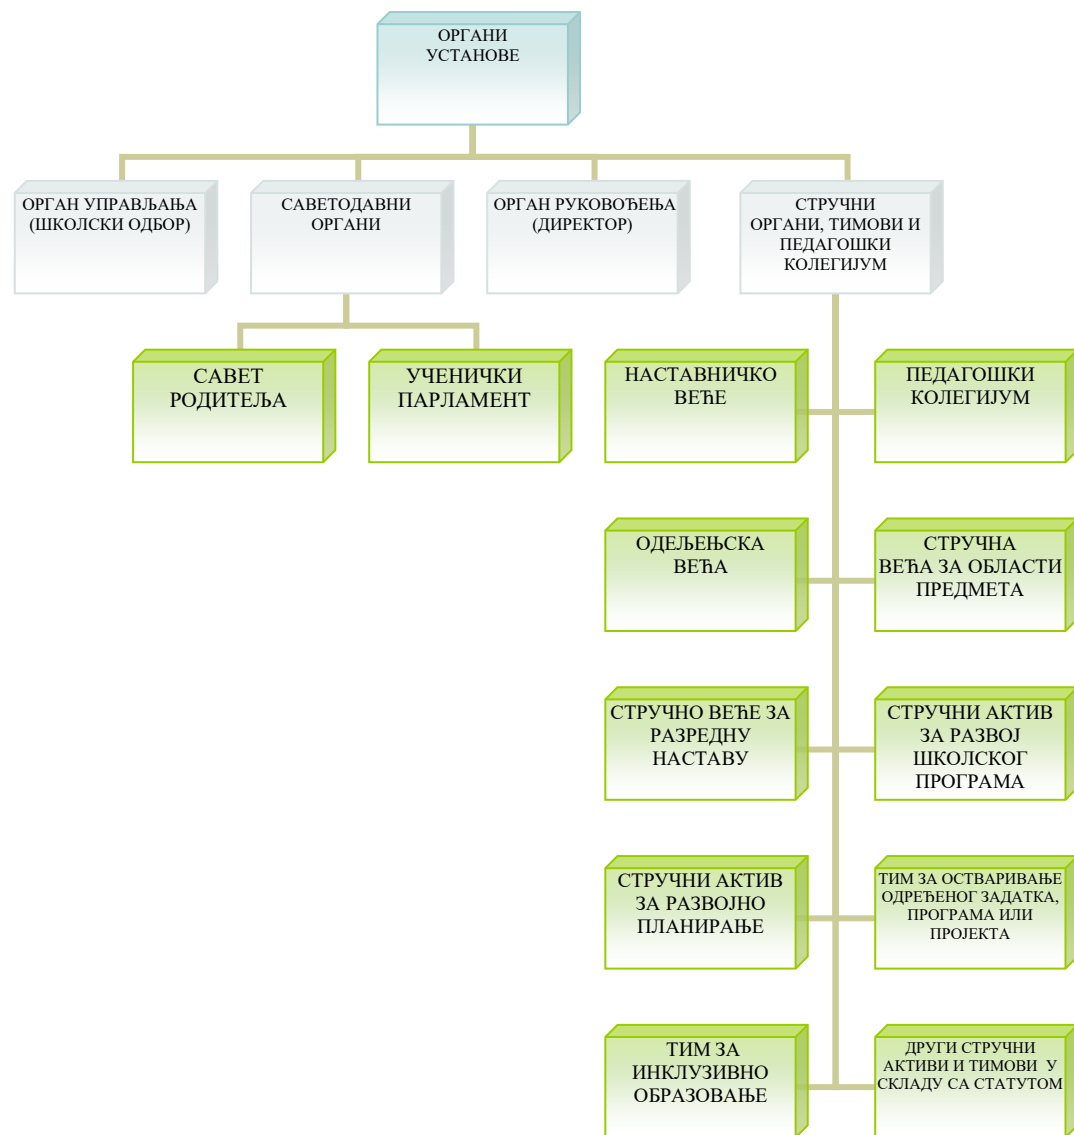 ОРГАНИ
УСТАНОВЕ
ОРГАН УПРАВЉАЊА
(ШКОЛСКИ ОДБОР)
САВЕТОДАВНИ
ОРГАНИ
ОРГАН РУКОВОЂЕЊА
(ДИРЕКТОР)
СТРУЧНИ
ОРГАНИ, ТИМОВИ И
ПЕДАГОШКИ
КОЛЕГИЈУМ
САВЕТ
РОДИТЕЉА
УЧЕНИЧКИ
ПАРЛАМЕНТ
НАСТАВНИЧКО
ВЕЋЕ
ПЕДАГОШКИ
КОЛЕГИЈУМ
ОДЕЉЕЊСКА
ВЕЋА
СТРУЧНА
ВЕЋА ЗА ОБЛАСТИ
ПРЕДМЕТА
СТРУЧНО ВЕЋЕ ЗА
РАЗРЕДНУ
НАСТАВУ
СТРУЧНИ АКТИВ
ЗА РАЗВОЈ
ШКОЛСКОГ
ПРОГРАМА
СТРУЧНИ АКТИВ
ЗА РАЗВОЈНО
ПЛАНИРАЊЕ
ТИМ ЗА ОСТВАРИВАЊЕ
ОДРЕЂЕНОГ ЗАДАТКА,
ПРОГРАМА ИЛИ
ПРОЈЕКТА
ТИМ ЗА
ИНКЛУЗИВНО
ОБРАЗОВАЊЕ
ДРУГИ СТРУЧНИ
АКТИВИ И ТИМОВИ У
СКЛАДУ СА СТАТУТОМ